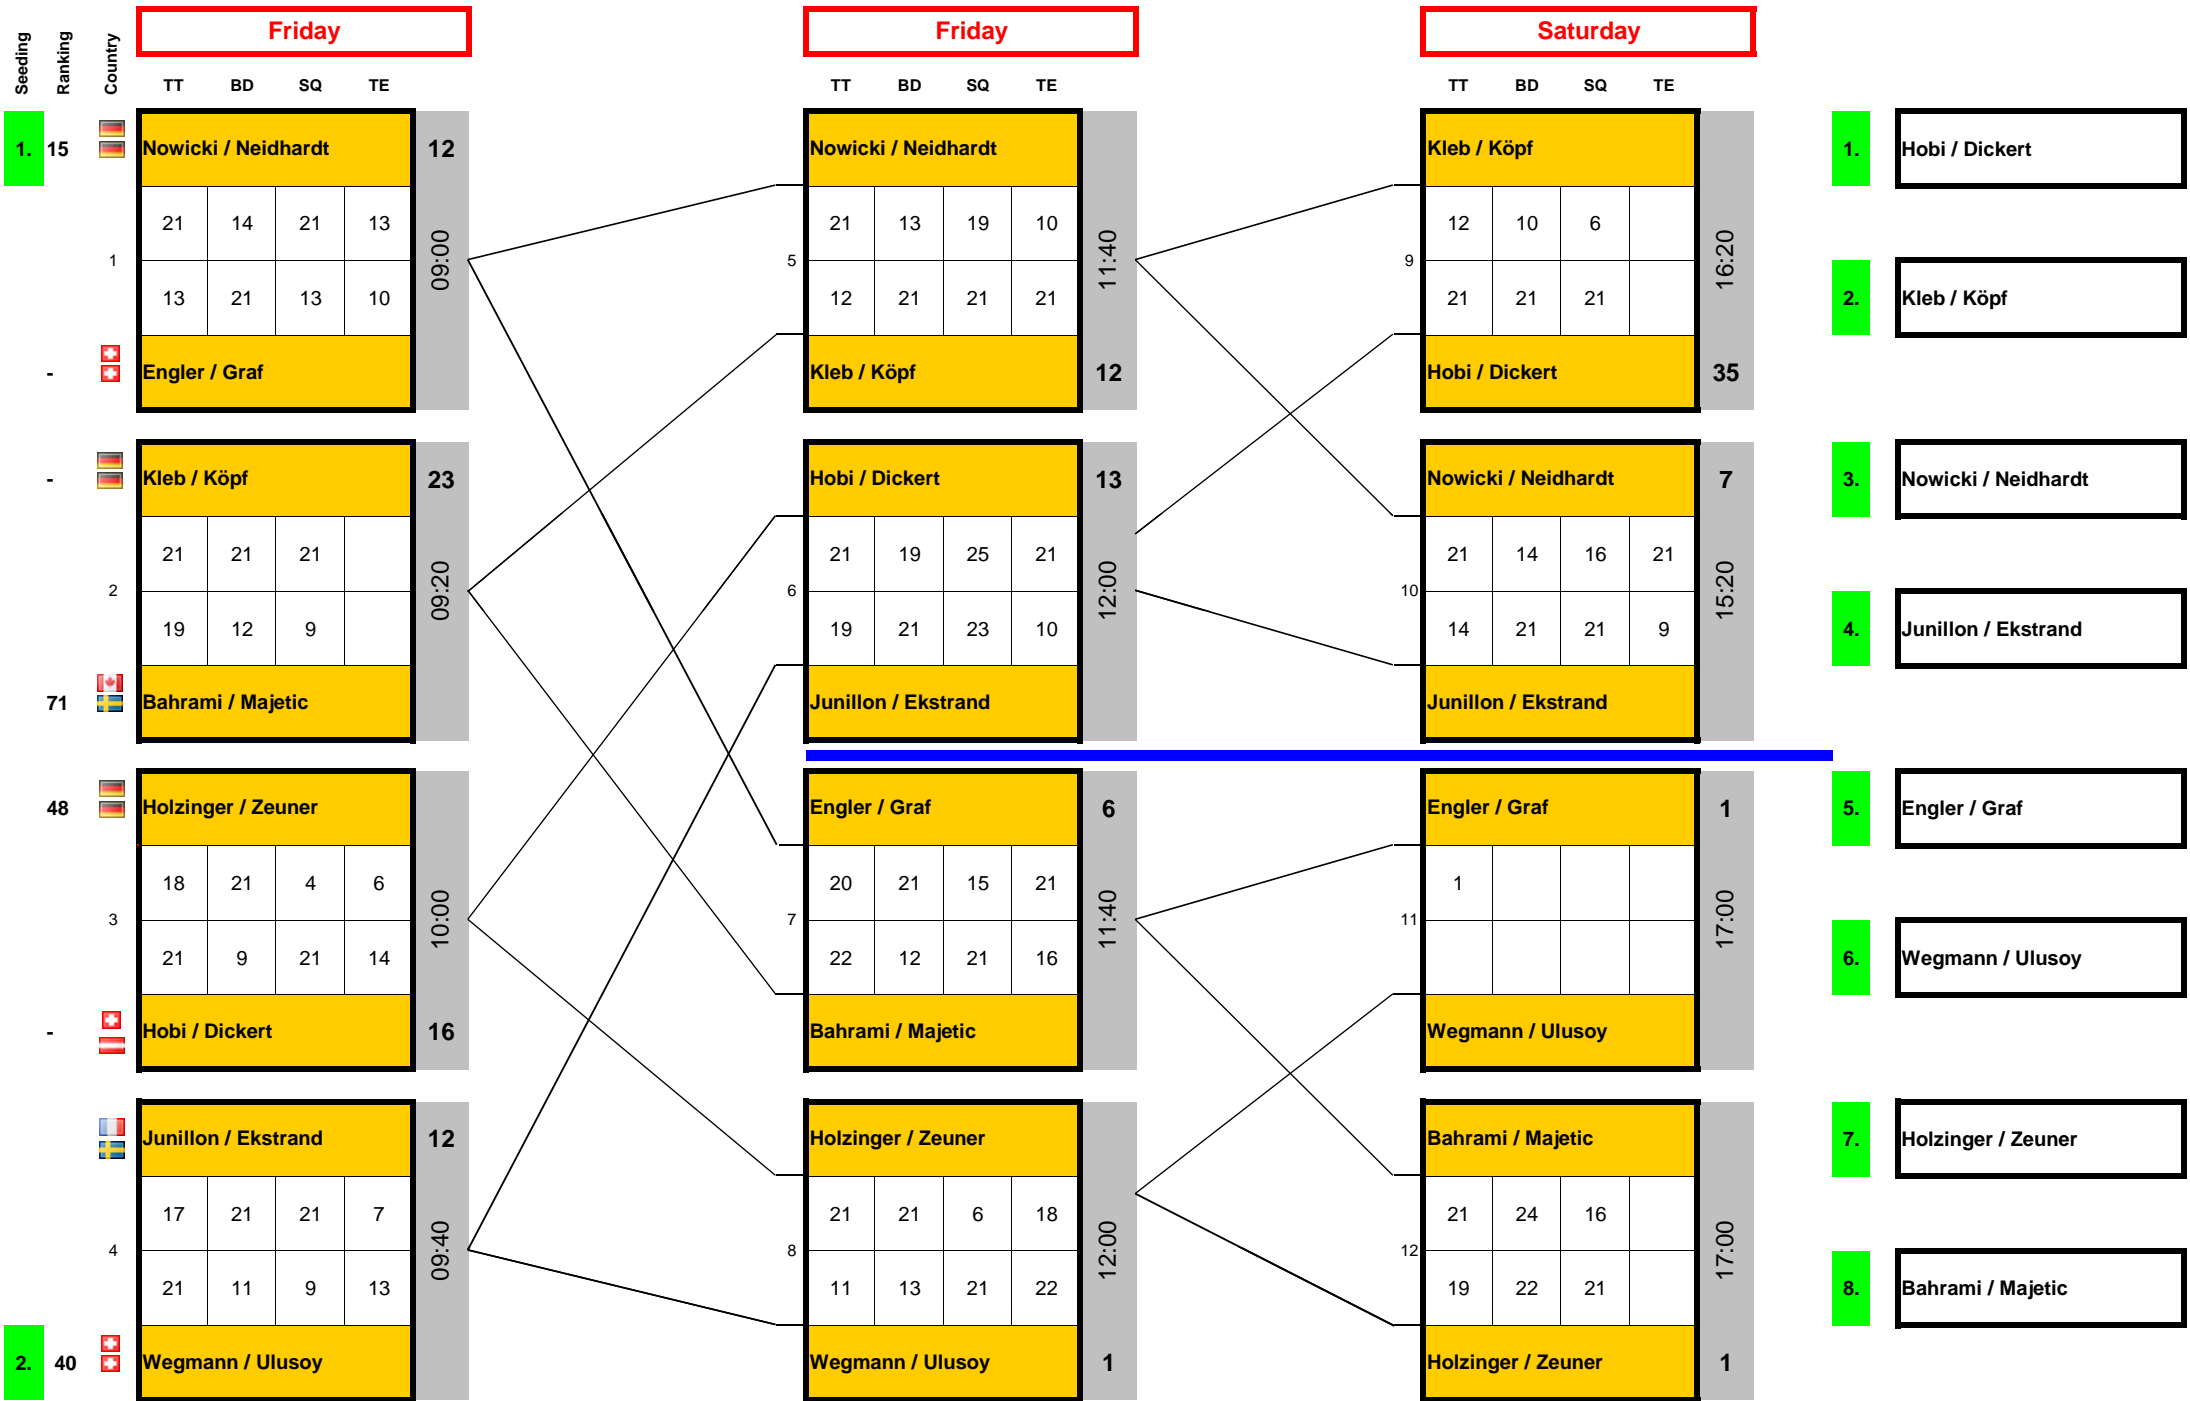 Seeding Ranking Country
Friday Friday Saturday
TT BD SQ TE TT BD SQ TE TT BD SQ TE
1. 15 Nowicki / Neidhardt 12 Nowicki / Neidhardt Kleb / Köpf 1. Hobi / Dickert
21 14 21 13 21 13 19 10 12 10 6
1 09:00 5 11:40 9 16:20
13 21 13 10 12 21 21 21 21 21 21 2. Kleb / Köpf
- Engler / Graf Kleb / Köpf 12 Hobi / Dickert 35
- Kleb / Köpf 23 Hobi / Dickert 13 Nowicki / Neidhardt 7 3. Nowicki / Neidhardt
21 21 21 21 19 25 21 21 14 16 21
2 09:20 6 12:00 10 15:20
19 12 9 19 21 23 10 14 21 21 9 4. Junillon / Ekstrand
71 Bahrami / Majetic Junillon / Ekstrand Junillon / Ekstrand
48 Holzinger / Zeuner Engler / Graf 6 Engler / Graf 1 5. Engler / Graf
18 21 4 6 20 21 15 21 1
3 10:00 7 11:40 11 17:00
21 9 21 14 22 12 21 16 6. Wegmann / Ulusoy
- Hobi / Dickert 16 Bahrami / Majetic Wegmann / Ulusoy
Junillon / Ekstrand 12 Holzinger / Zeuner Bahrami / Majetic 7. Holzinger / Zeuner
17 21 21 7 21 21 6 18 21 24 16
4 09:40 8 12:00 12 17:00
21 11 9 13 11 13 21 22 19 22 21 8. Bahrami / Majetic
2. 40 Wegmann / Ulusoy Wegmann / Ulusoy 1 Holzinger / Zeuner 1